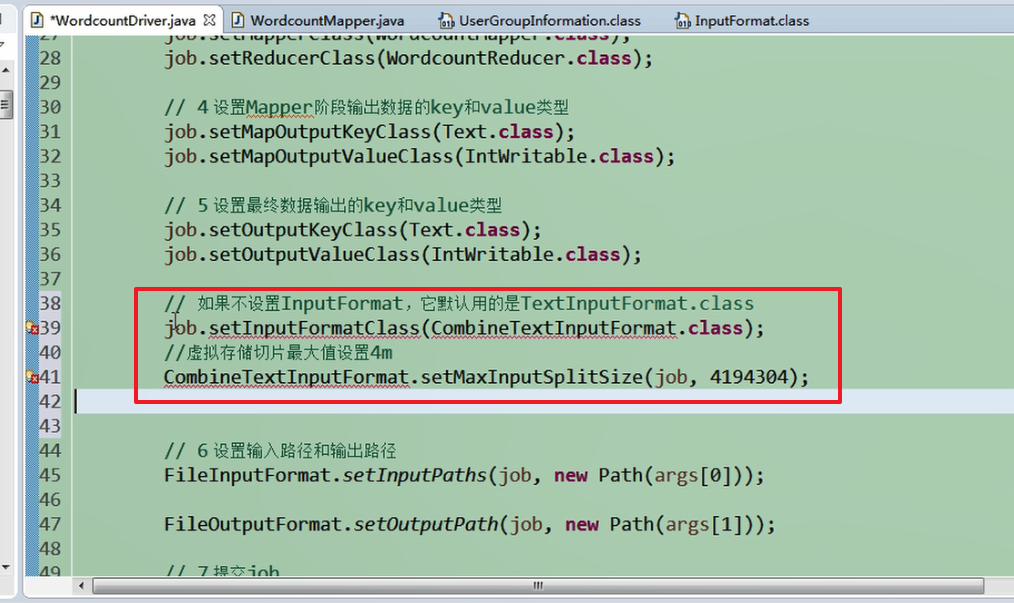 *WordcountDriver.java
WordcountMapper.java
UserGroupInformation.class
InputFormat.class
27 job.setMapperClass(WordcountMapper.class);
28 job.setReducerClass(WordcountReducer.class);
29
30 // 4 设置Mapper阶段输出数据的key和value类型
31 job.setMapOutputKeyClass(Text.class);
32 job.setMapOutputValueClass(IntWritable.class);
33
34 // 5 设置最终数据输出的key和value类型
35 job.setOutputKeyClass(Text.class);
36 job.setOutputValueClass(IntWritable.class);
37
38 // 如果不设置InputFormat，它默认用的是TextInputFormat.class
39 job.setInputFormatClass(CombineTextInputFormat.class);
40 //虚拟存储切片最大值设置4m
41 CombineTextInputFormat.setMaxInputSplitSize(job, 4194304);
42
43
44 // 6 设置输入路径和输出路径
45 FileInputFormat.setInputPaths(job, new Path(args[0]));
46
47 FileOutputFormat.setOutputPath(job, new Path(args[1]));
48
49 // 7 提交job